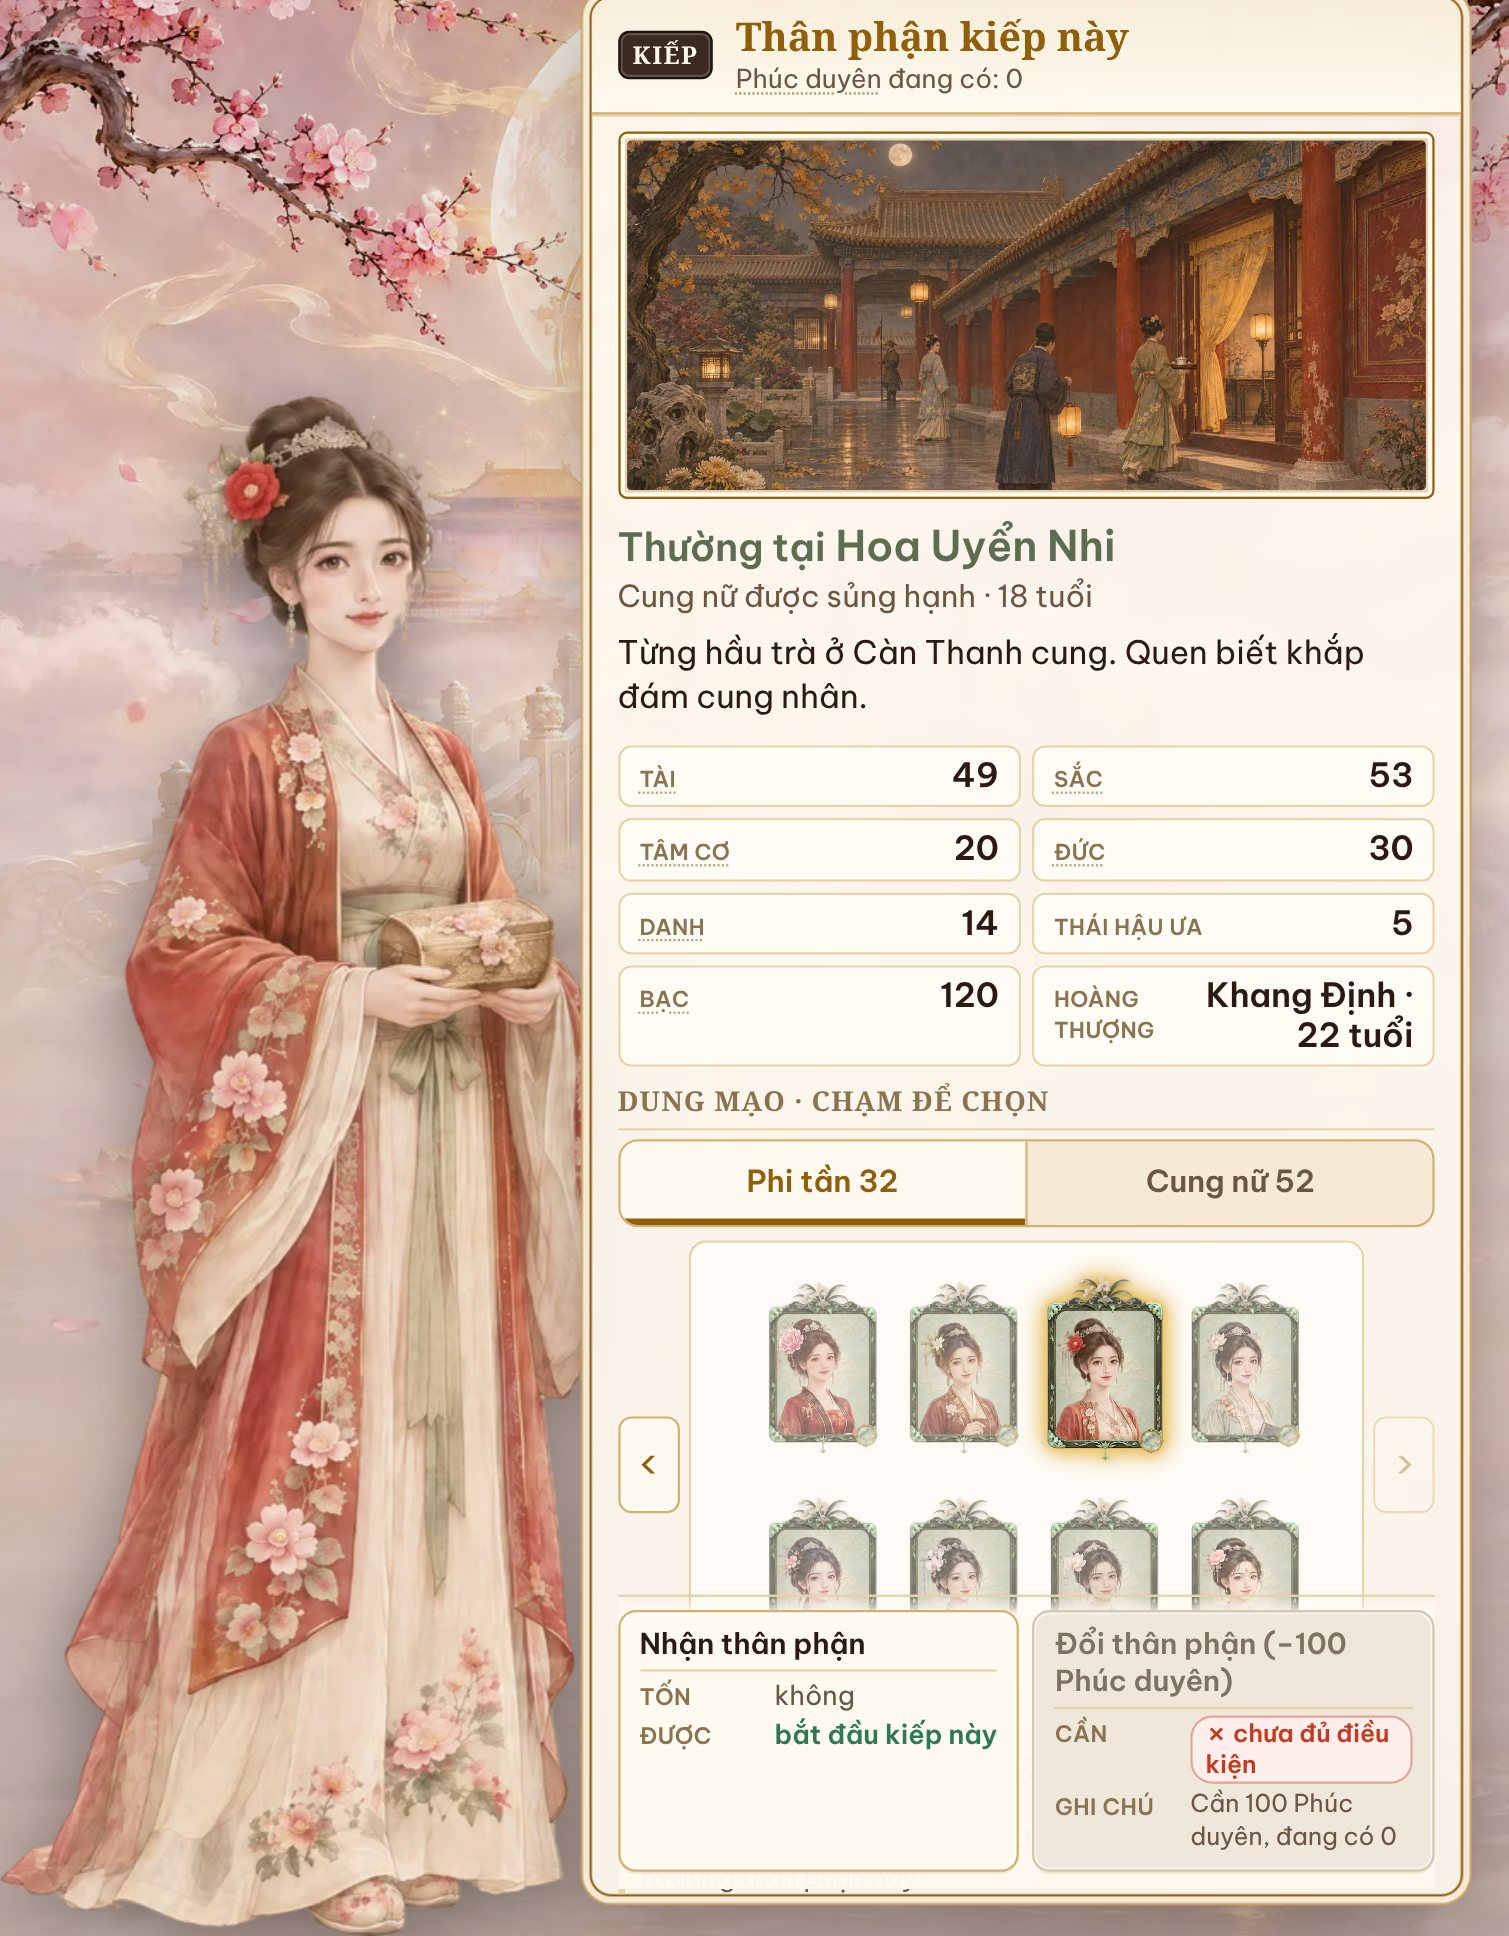 KIẾP
Thân phận kiếp này
Phúc duyên đang có: 0
Thường tại Hoa Uyển Nhi
Cung nữ được sủng hạnh · 18 tuổi
Từng hầu trà ở Càn Thanh cung. Quen biết khắp
đám cung nhân.
TÀI 49
SẮC 53
TÂM CƠ 20
ĐỨC 30
DANH 14
THÁI HẬU ƯA 5
BẠC 120
HOÀNG THƯỢNG
Khang Định ·
22 tuổi
DUNG MẠO · CHẠM ĐỂ CHỌN
Phi tần 32
Cung nữ 52
<
>
Nhận thân phận
TỐN không
ĐƯỢC bắt đầu kiếp này
Đổi thân phận (−100
Phúc duyên)
CẦN × chưa đủ điều
kiện
GHI CHÚ Cần 100 Phúc
duyên, đang có 0